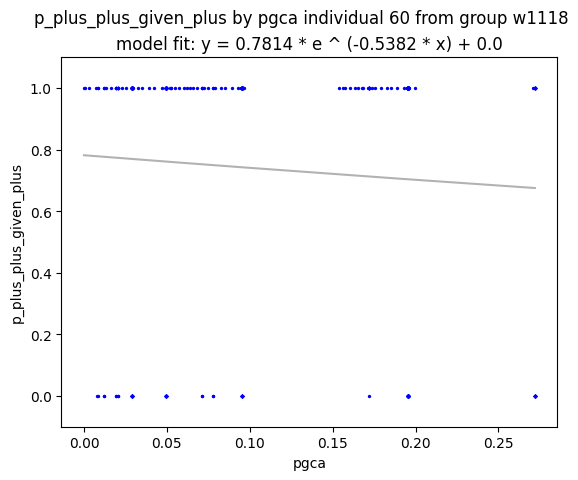 p_plus_plus_given_plus by pgca individual 60 from group w1118
model fit: y = 0.7814 * e ^ (-0.5382 * x) + 0.0
1.0
0.8
0.6
0.4
0.2
0.0
p_plus_plus_given_plus
0.00 0.05 0.10 0.15 0.20 0.25
pgca